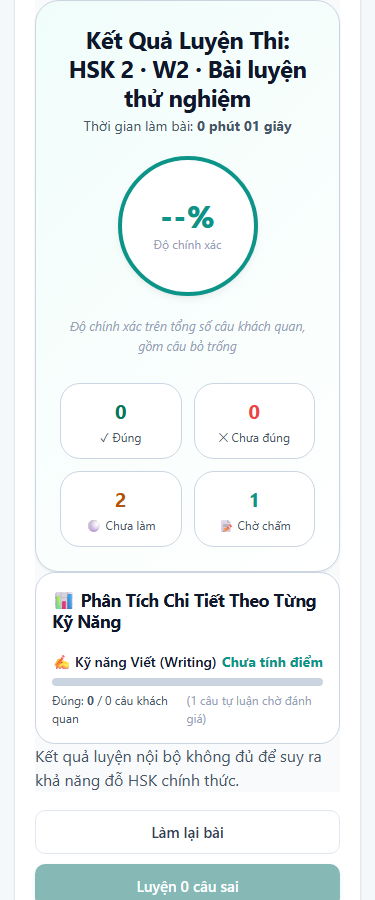 Kết Quả Luyện Thi:
HSK 2 · W2 · Bài luyện
thử nghiệm
Thời gian làm bài: 0 phút 01 giây
--%
Độ chính xác
Độ chính xác trên tổng số câu khách quan,
gồm câu bỏ trống
0
✓ Đúng
0
✕ Chưa đúng
2
Chưa làm
1
Chờ chấm
📊 Phân Tích Chi Tiết Theo Từng
Kỹ Năng
✍️ Kỹ năng Viết (Writing) Chưa tính điểm
Đúng: 0 / 0 câu khách
quan
(1 câu tự luận chờ đánh
giá)
Kết quả luyện nội bộ không đủ để suy ra
khả năng đỗ HSK chính thức.
Làm lại bài
Luyện 0 câu sai